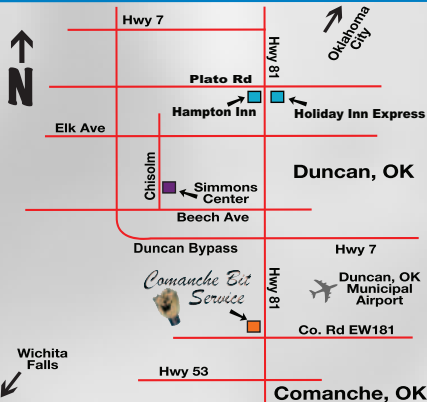 Hwy 7
Oklahoma
City
N
Hwy 81
Plato Rd
Hampton Inn
Holiday Inn Express
Elk Ave
Chisolm
Duncan, OK
Simmons
Center
Beech Ave
Duncan Bypass
Hwy 7
Comanche Bit
Service
Hwy 81
Duncan, OK
Municipal
Airport
Co. Rd EW181
Wichita
Falls
Hwy 53
Comanche, OK